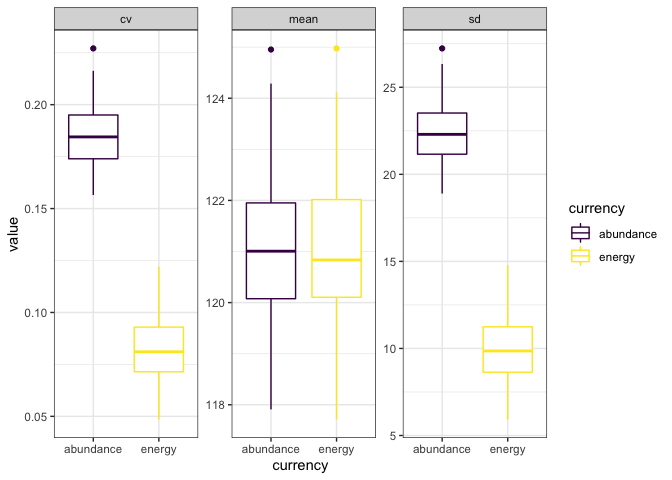 cv
mean
sd
value
0.20
0.15
0.10
0.05
124
122
120
118
25
20
15
10
5
abundance
energy
abundance
energy
abundance
energy
currency
currency
abundance
energy